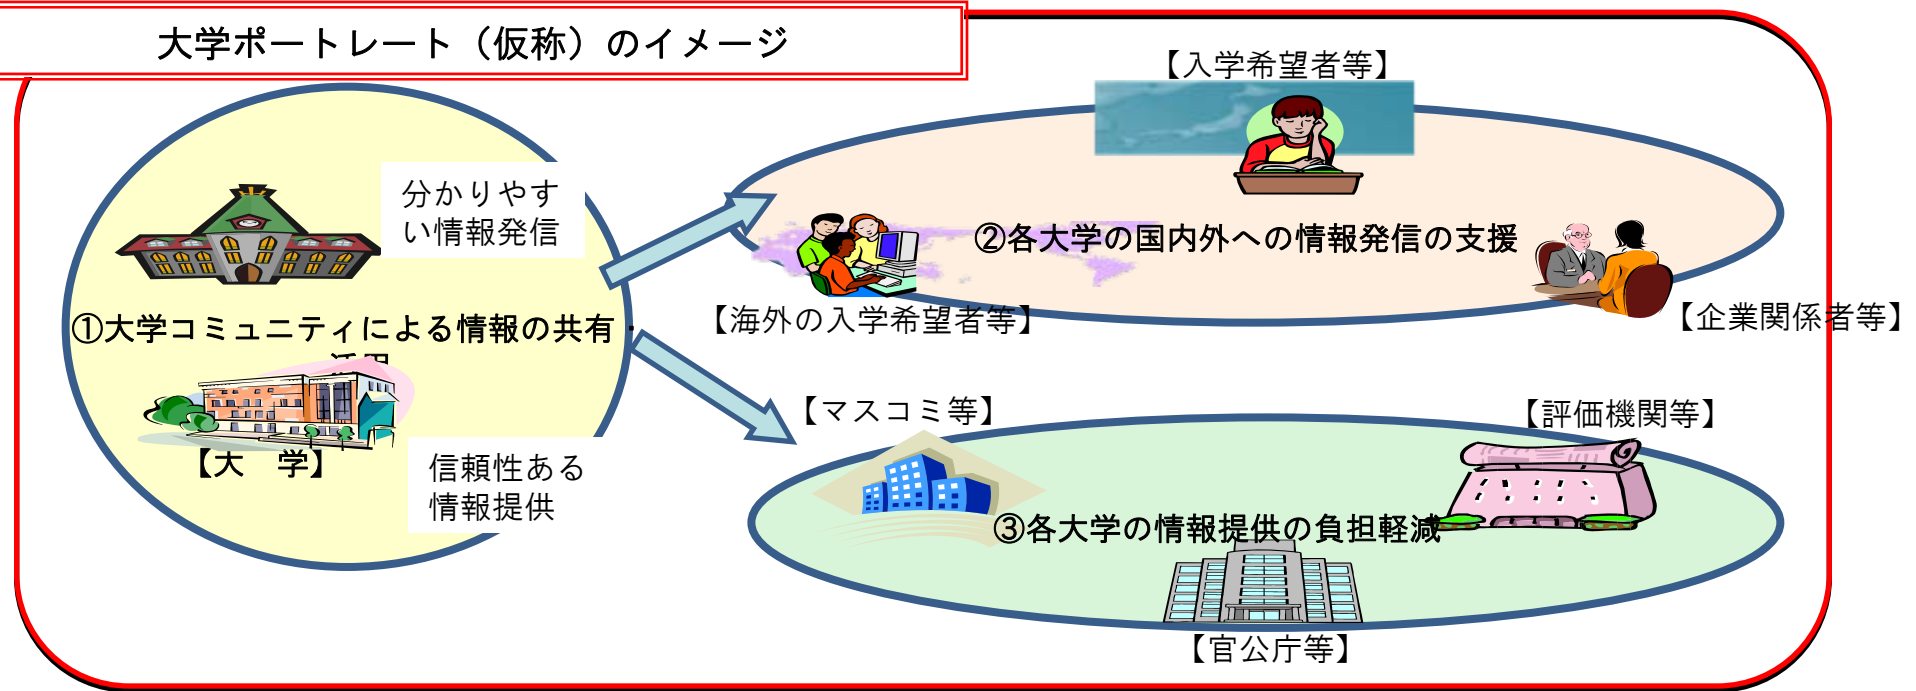 大学ポートレート（仮称）のイメージ
【入学希望者等】
分かりやす
い情報発信
②各大学の国内外への情報発信の支援
【海外の入学希望者等】
【企業関係者等】
①大学コミュニティによる情報の共有・
【大　学】
信頼性ある
情報提供
【マスコミ等】
【評価機関等】
③各大学の情報提供の負担軽減
【官公庁等】